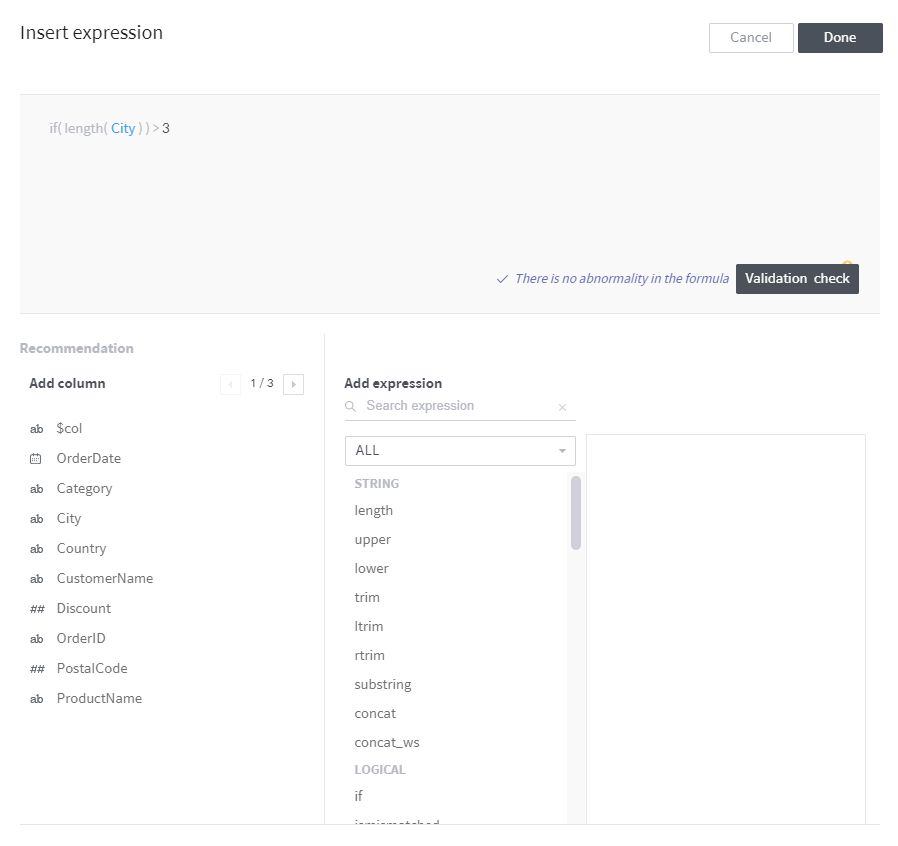 Insert expression
Cancel
Done
if( length( City ) ) > 3
There is no abnormality in the formula
Validation check
Recommendation
Add column
1 / 3
ab $col
OrderDate
ab Category
ab City
ab Country
ab CustomerName
## Discount
ab OrderID
## PostalCode
ab ProductName
Add expression
Search expression
ALL
STRING
length
upper
lower
trim
ltrim
rtrim
substring
concat
concat_ws
LOGICAL
if